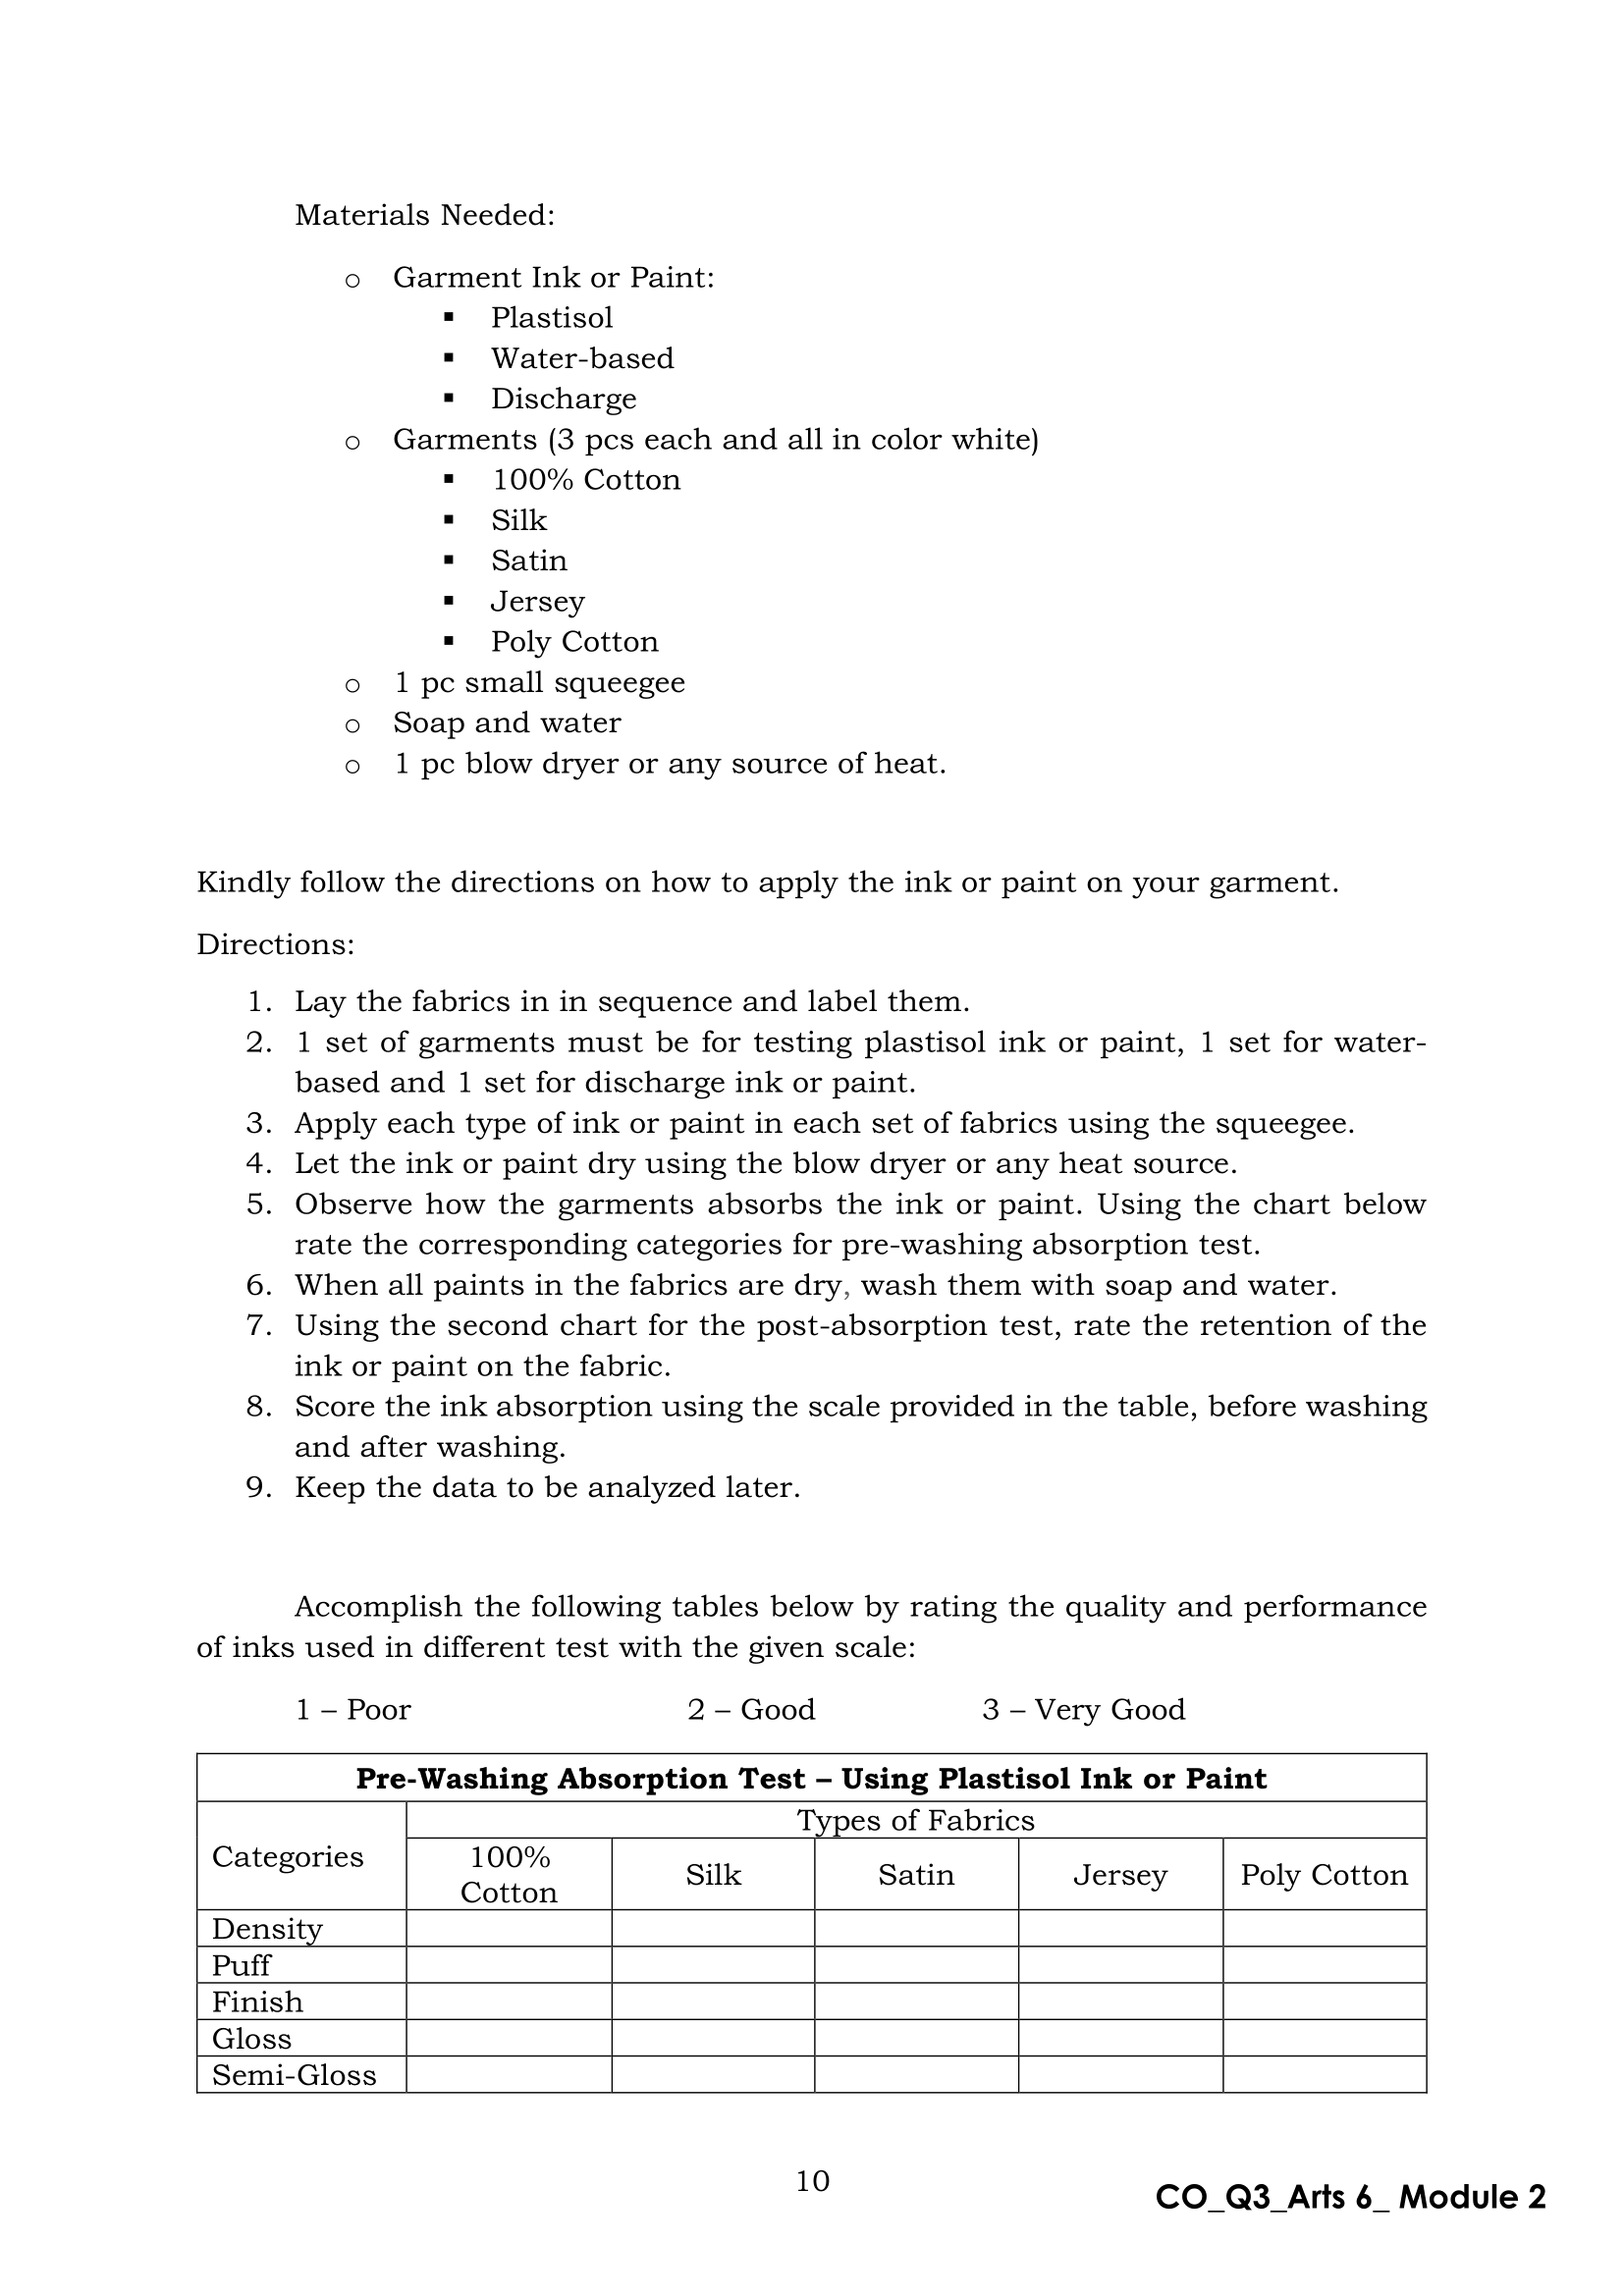 Materials Needed:
o Garment Ink or Paint:
▪ Plastisol
▪ Water-based
▪ Discharge
o Garments (3 pcs each and all in color white)
▪ 100% Cotton
▪ Silk
▪ Satin
▪ Jersey
▪ Poly Cotton
o 1 pc small squeegee
o Soap and water
o 1 pc blow dryer or any source of heat.
Kindly follow the directions on how to apply the ink or paint on your garment.
Directions:
1. Lay the fabrics in in sequence and label them.
2. 1 set of garments must be for testing plastisol ink or paint, 1 set for water-
based and 1 set for discharge ink or paint.
3. Apply each type of ink or paint in each set of fabrics using the squeegee.
4. Let the ink or paint dry using the blow dryer or any heat source.
5. Observe how the garments absorbs the ink or paint. Using the chart below
rate the corresponding categories for pre-washing absorption test.
6. When all paints in the fabrics are dry, wash them with soap and water.
7. Using the second chart for the post-absorption test, rate the retention of the
ink or paint on the fabric.
8. Score the ink absorption using the scale provided in the table, before washing
and after washing.
9. Keep the data to be analyzed later.
Accomplish the following tables below by rating the quality and performance
of inks used in different test with the given scale:
1 – Poor 2 – Good 3 – Very Good
Pre-Washing Absorption Test – Using Plastisol Ink or Paint
Categories
Types of Fabrics
100%
Cotton
Silk
Satin
Jersey
Poly Cotton
Density
Puff
Finish
Gloss
Semi-Gloss
10
CO_Q3_Arts 6_ Module 2